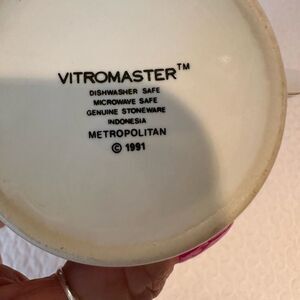 VITROMASTER™
DISHWASHER SAFE
MICROWAVE SAFE
GENUINE STONEWARE
INDONESIA
METROPOLITAN
© 1991